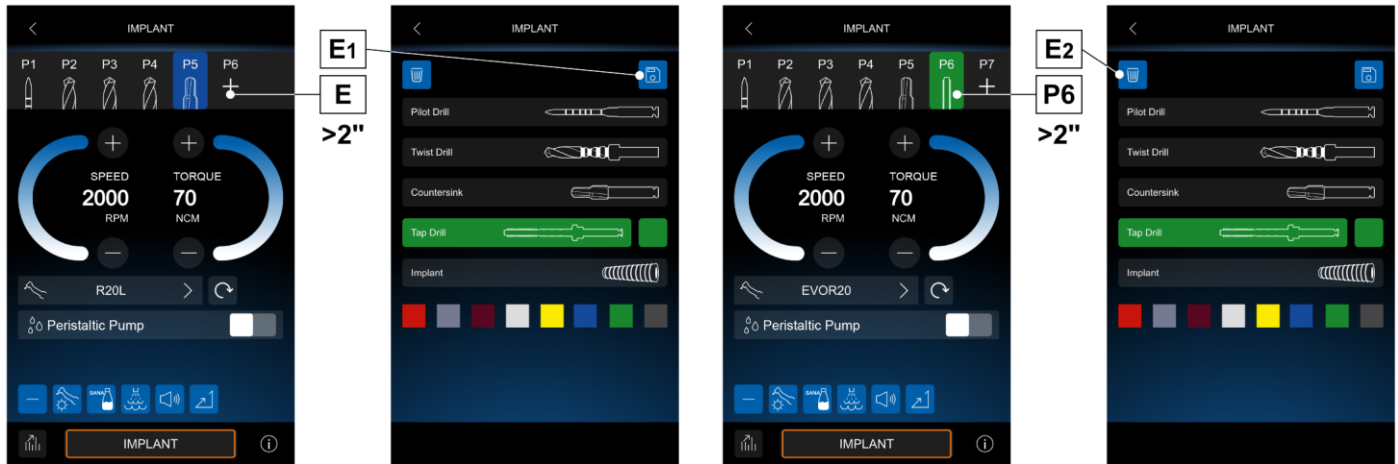 IMPLANT
P1 P2 P3 P4 P5 P6
SPEED TORQUE
2000 70
RPM NCM
R20L
Peristaltic Pump
SANA
IMPLANT
E1
E
>2"
IMPLANT
Pilot Drill
Twist Drill
Countersink
Tap Drill
Implant
IMPLANT
P1 P2 P3 P4 P5 P6 P7
SPEED TORQUE
2000 70
RPM NCM
EVOR20
Peristaltic Pump
SANA
IMPLANT
E2
P6
>2"
IMPLANT
Pilot Drill
Twist Drill
Countersink
Tap Drill
Implant